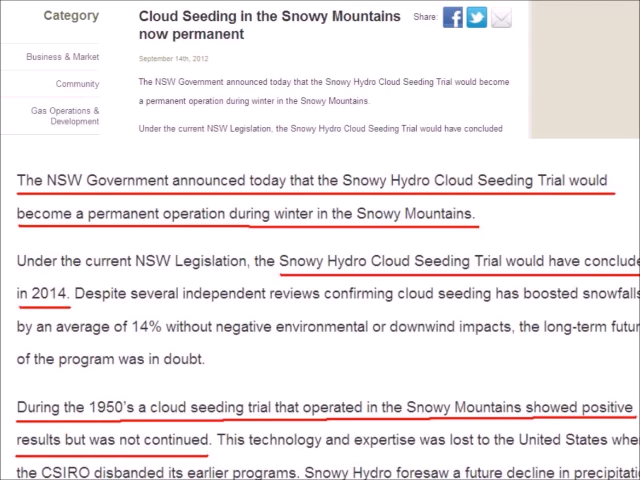 Category
Business & Market
Community
Gas Operations &
Development
Cloud Seeding in the Snowy Mountains
now permanent
Share:
September 14th, 2012
The NSW Government announced today that the Snowy Hydro Cloud Seeding Trial would become
a permanent operation during winter in the Snowy Mountains.
Under the current NSW Legislation, the Snowy Hydro Cloud Seeding Trial would have concluded
The NSW Government announced today that the Snowy Hydro Cloud Seeding Trial would
become a permanent operation during winter in the Snowy Mountains.
Under the current NSW Legislation, the Snowy Hydro Cloud Seeding Trial would have conclude
in 2014. Despite several independent reviews confirming cloud seeding has boosted snowfalls
by an average of 14% without negative environmental or downwind impacts, the long-term futur
of the program was in doubt.
During the 1950's a cloud seeding trial that operated in the Snowy Mountains showed positive
results but was not continued. This technology and expertise was lost to the United States whe
the CSIRO disbanded its earlier programs. Snowy Hydro foresaw a future decline in precipitati